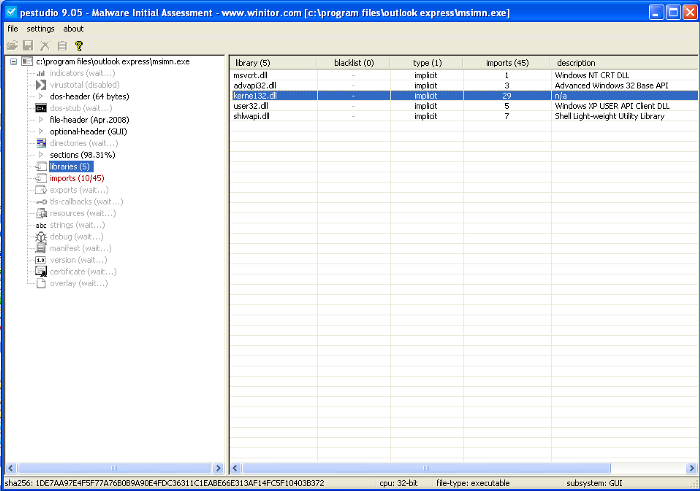 pestudio 9.05 - Malware Initial Assessment - www.winitor.com [c:\program files\outlook express\msimn.exe]
file settings about
c:\program files\outlook express\msimn.exe
indicators (wait...)
virustotal (disabled)
dos-header (64 bytes)
dos-stub (wait...)
file-header (Apr.2008)
optional-header (GUI)
directories (wait...)
sections (98.31%)
libraries (5)
imports (10/45)
exports (wait...)
tls-callbacks (wait...)
resources (wait...)
abc strings (wait...)
debug (wait...)
manifest (wait...)
1.0 version (wait...)
certificate (wait...)
overlay (wait...)
library (5) blacklist (0) type (1) imports (45) description
msvcrt.dll - implicit 1 Windows NT CRT DLL
advapi32.dll - implicit 3 Advanced Windows 32 Base API
kerne132.dll - implicit 29 n/a
user32.dll - implicit 5 Windows XP USER API Client DLL
shlwapi.dll - implicit 7 Shell Light-weight Utility Library
sha256: 1DE7AA97E4F5F77A76B0B9A90E4FDC36311C1EABE66E313AF14FC5F10403B372 cpu: 32-bit file-type: executable subsystem: GUI